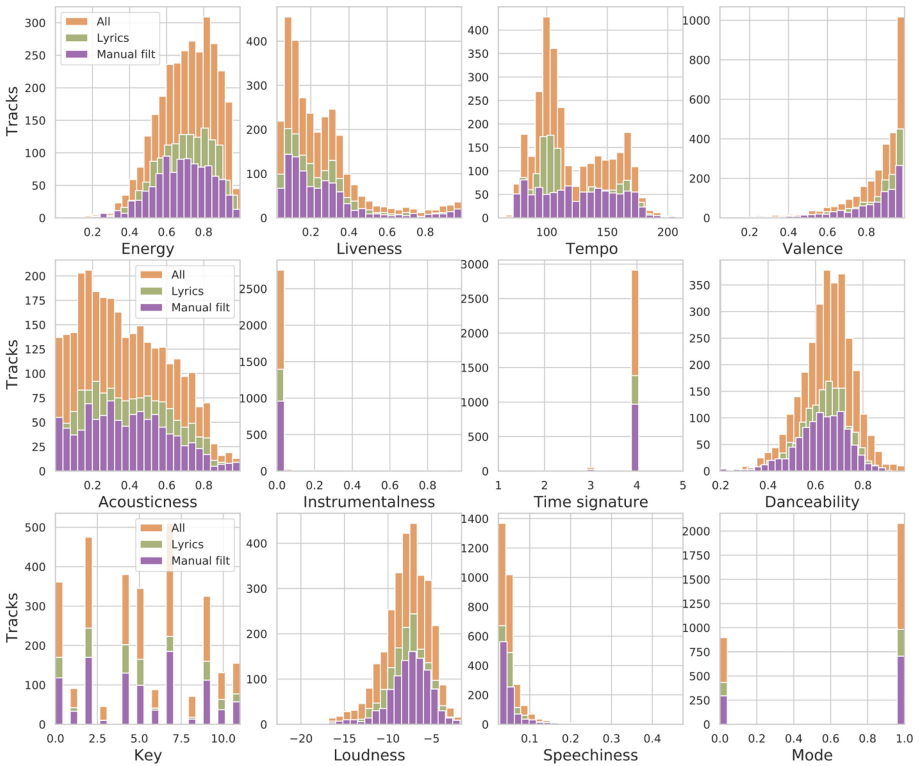 All
Lyrics
Manual filt
Tracks
300
250
200
150
100
50
0
0.2 0.4 0.6 0.8
Energy
400
300
200
100
0
0.2 0.4 0.6 0.8
Liveness
400
350
300
250
200
150
100
50
0
100 150 200
Tempo
1000
800
600
400
200
0
0.2 0.4 0.6 0.8
Valence
All
Lyrics
Manual filt
Tracks
200
175
150
125
100
75
50
25
0
0.2 0.4 0.6 0.8
Acousticness
2500
2000
1500
1000
500
0
0.0 0.2 0.4 0.6 0.8
Instrumentalness
3000
2500
2000
1500
1000
500
0
1 2 3 4 5
Time signature
350
300
250
200
150
100
50
0
0.2 0.4 0.6 0.8
Danceability
All
Lyrics
Manual filt
Tracks
500
400
300
200
100
0
0.0 2.5 5.0 7.5 10.0
Key
400
300
200
100
0
−20 −15 −10 −5
Loudness
1400
1200
1000
800
600
400
200
0
0.1 0.2 0.3 0.4
Speechiness
2000
1750
1500
1250
1000
750
500
250
0
0.0 0.2 0.4 0.6 0.8 1.0
Mode